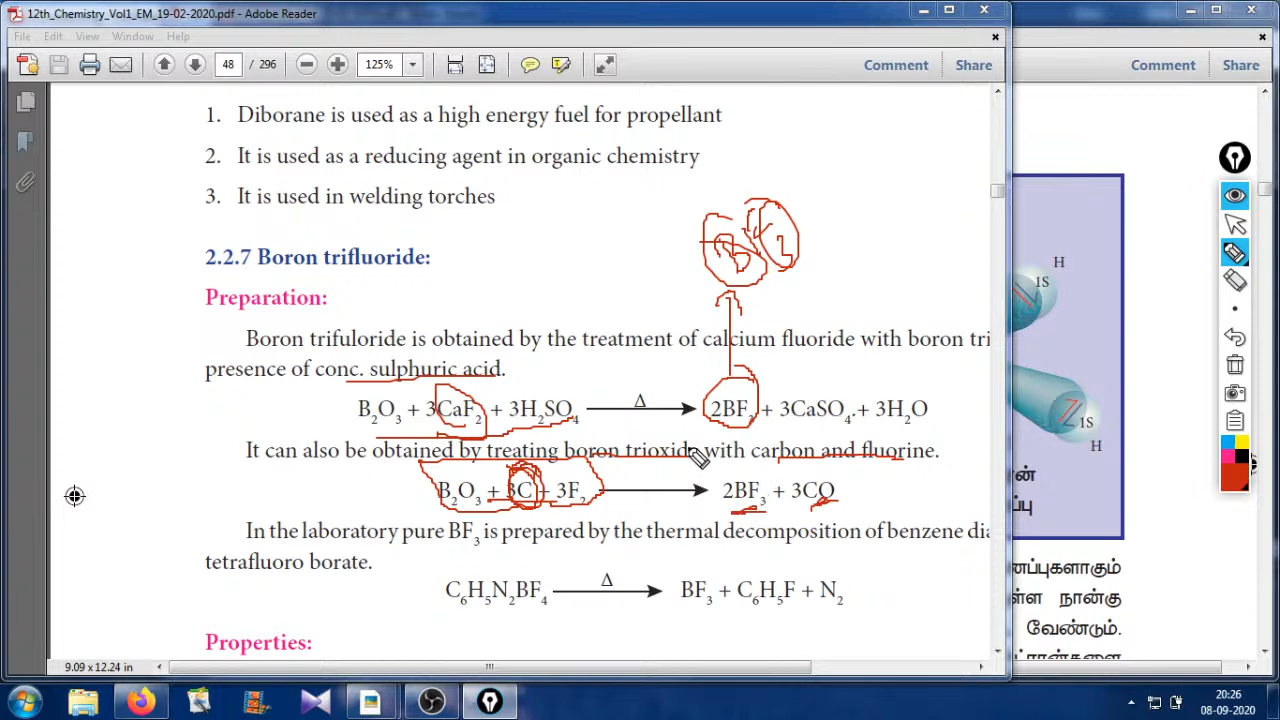 12th_Chemistry_Vol1_EM_19-02-2020.pdf - Adobe Reader
File Edit View Window Help
48 / 296 125% Comment Share
Comment Share
1. Diborane is used as a high energy fuel for propellant
2. It is used as a reducing agent in organic chemistry
3. It is used in welding torches
2.2.7 Boron trifluoride:
Preparation:
Boron trifuloride is obtained by the treatment of calcium fluoride with boron tri
presence of conc. sulphuric acid.
B₂O₃ + 3CaF₂ + 3H₂SO₄ —Δ→ 2BF₃ + 3CaSO₄.+ 3H₂O
It can also be obtained by treating boron trioxide with carbon and fluorine.
B₂O₃ + 3C + 3F₂ → 2BF₃ + 3CO
In the laboratory pure BF₃ is prepared by the thermal decomposition of benzene dia
tetrafluoro borate.
C₆H₅N₂BF₄ —Δ→ BF₃ + C₆H₅F + N₂
Properties:
H
1S
1S
H
ன்
ப்பு
னப்புகளாகும்
ள்ள நான்கு
வேண்டும்.
9.09 x 12.24 in
20:26
08-09-2020